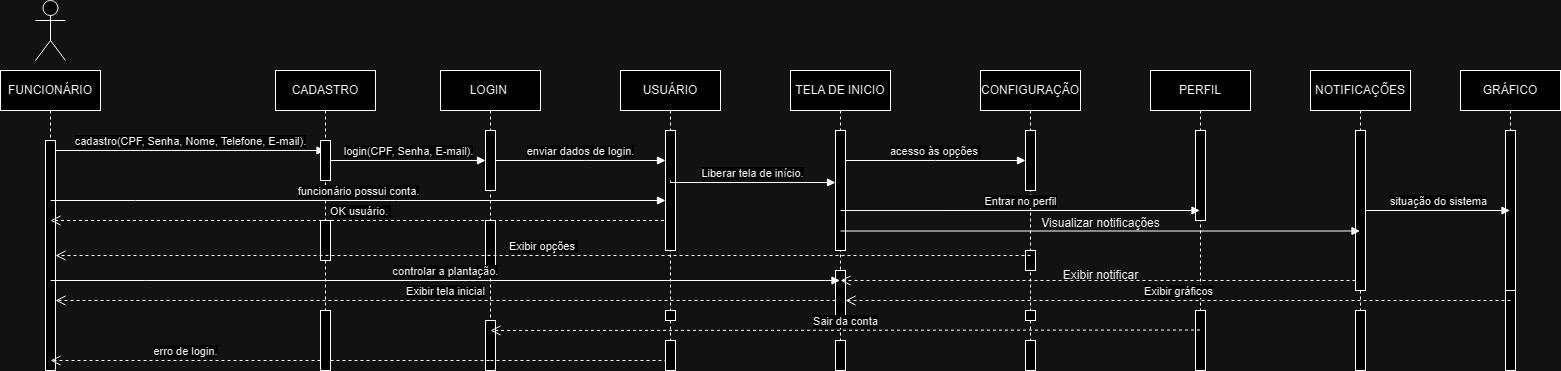 FUNCIONÁRIO
CADASTRO
LOGIN
USUÁRIO
TELA DE INICIO
CONFIGURAÇÃO
PERFIL
NOTIFICAÇÕES
GRÁFICO
cadastro(CPF, Senha, Nome, Telefone, E-mail).
login(CPF, Senha, E-mail).
enviar dados de login.
acesso às opções
Liberar tela de início.
funcionário possui conta.
Entrar no perfil
situação do sistema
OK usuário.
Visualizar notificações
Exibir opções
controlar a plantação.
Exibir notificar
Exibir tela inicial
Exibir gráficos
Sair da conta
erro de login.